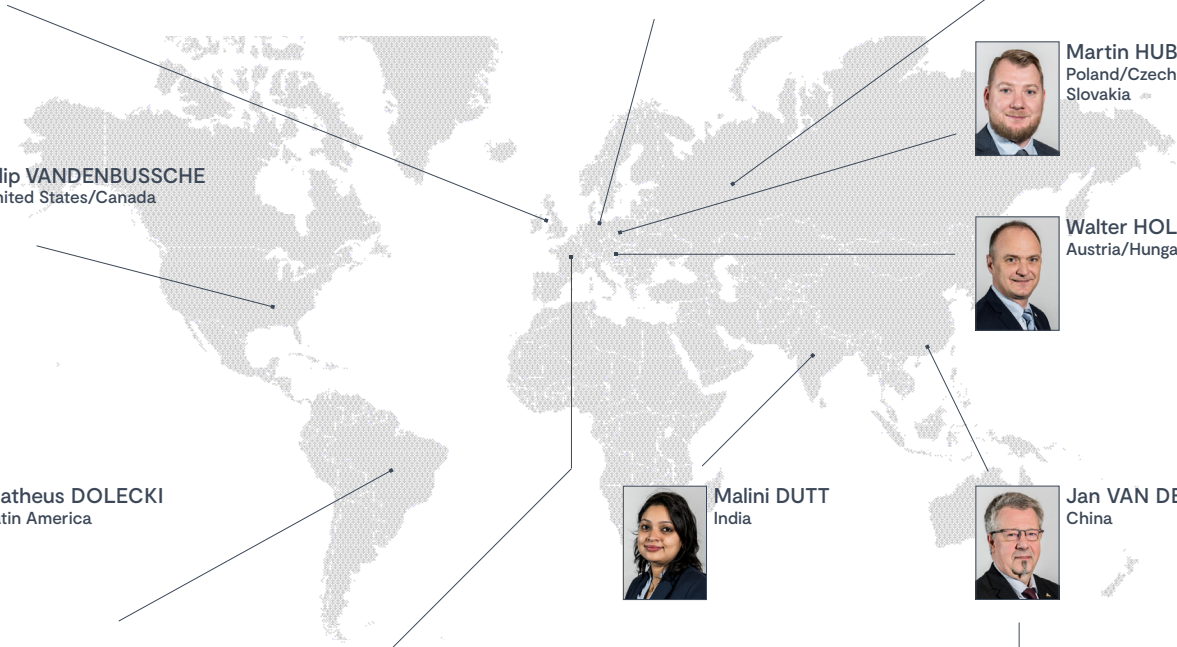 Martin HUB
Poland/Czech
Slovakia
lip VANDENBUSSCHE
nited States/Canada
Walter HOL
Austria/Hunga
atheus DOLECKI
tin America
Malini DUTT
India
Jan VAN DE
China